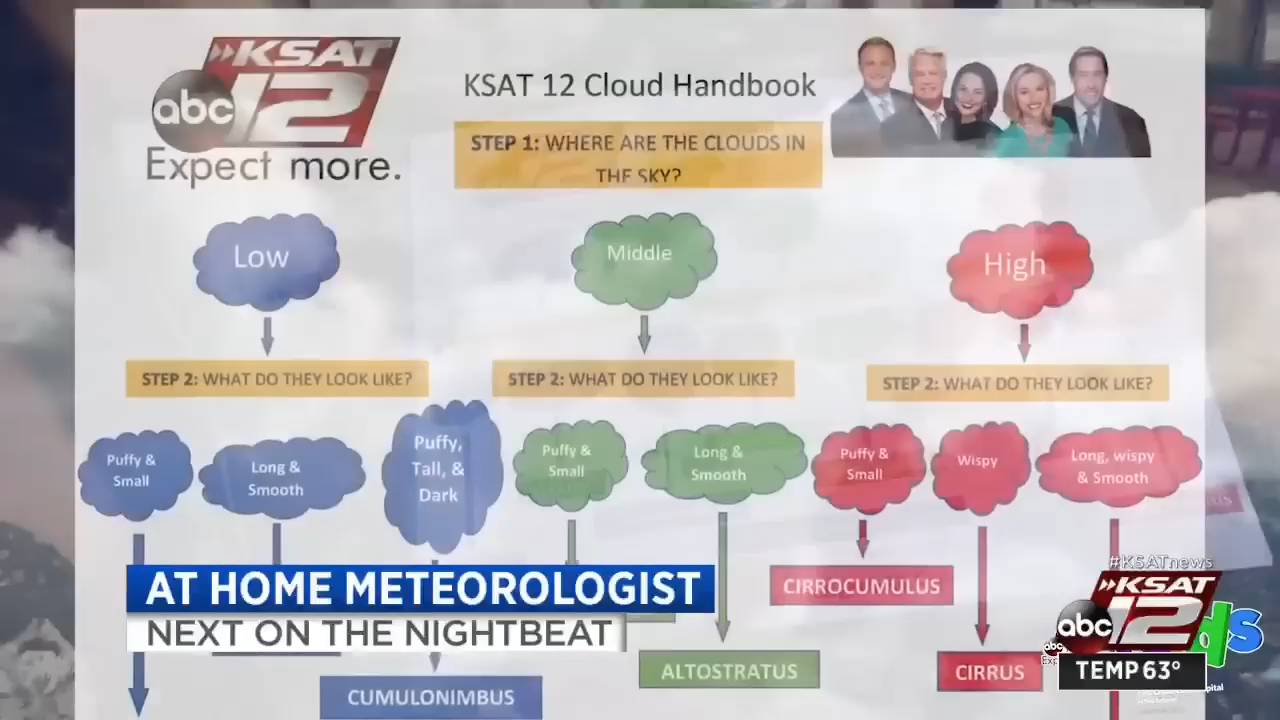 KSAT
abc 12
Expect more.
KSAT 12 Cloud Handbook
STEP 1: WHERE ARE THE CLOUDS IN
THE SKY?
Low
Middle
High
STEP 2: WHAT DO THEY LOOK LIKE?
STEP 2: WHAT DO THEY LOOK LIKE?
STEP 2: WHAT DO THEY LOOK LIKE?
Puffy &
Small
Long &
Smooth
Puffy,
Tall, &
Dark
Puffy &
Small
Long &
Smooth
Puffy &
Small
Wispy
Long, wispy
& Smooth
CIRROCUMULUS
ALTOSTRATUS
CIRRUS
CUMULONIMBUS
AT HOME METEOROLOGIST
NEXT ON THE NIGHTBEAT
#KSATnews
KSAT
abc 12
TEMP 63°